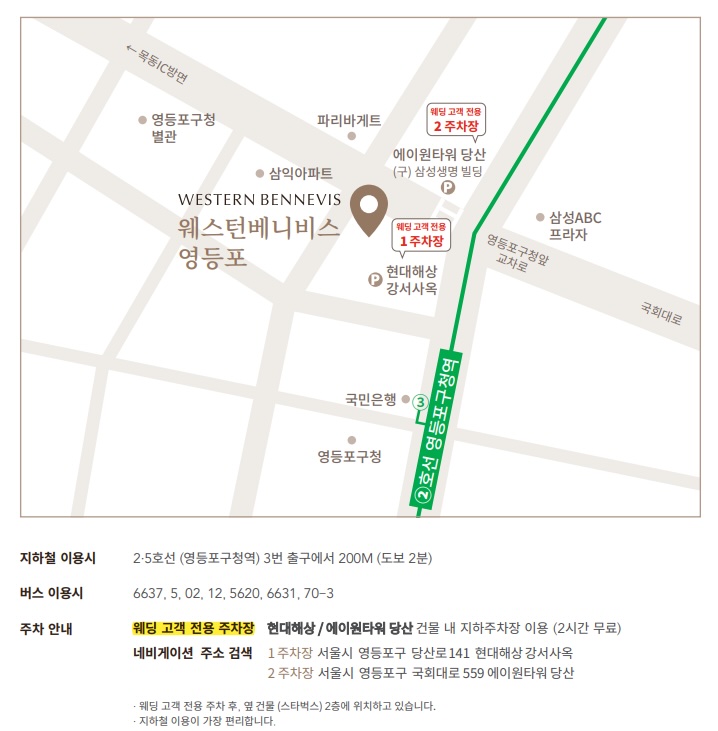 ← 목동IC방면
영등포구청
별관
파리바게트
웨딩 고객 전용
2 주차장
에이원타워 당산
(구) 삼성생명 빌딩
P
삼익아파트
WESTERN BENNEVIS
웨스턴베니비스
영등포
웨딩 고객 전용
1 주차장
P
현대해상
강서사옥
삼성ABC
프라자
영등포구청앞
교차로
국회대로
국민은행
3
②호선 영등포구청역
영등포구청
지하철 이용시 2·5호선 (영등포구청역) 3번 출구에서 200M (도보 2분)
버스 이용시 6637, 5, 02, 12, 5620, 6631, 70-3
주차 안내 웨딩 고객 전용 주차장 현대해상 / 에이원타워 당산 건물 내 지하주차장 이용 (2시간 무료)
네비게이션 주소 검색 1 주차장 서울시 영등포구 당산로 141 현대해상 강서사옥
2 주차장 서울시 영등포구 국회대로 559 에이원타워 당산
· 웨딩 고객 전용 주차 후, 옆 건물 (스타벅스) 2층에 위치하고 있습니다.
· 지하철 이용이 가장 편리합니다.